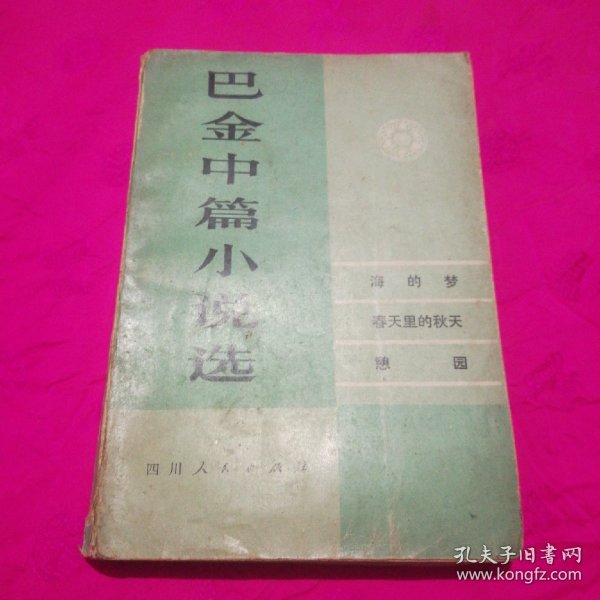 巴金中篇小说选
海的梦
春天里的秋天
憩园
四川人民出版社
孔夫子旧书网
www.kongfz.com